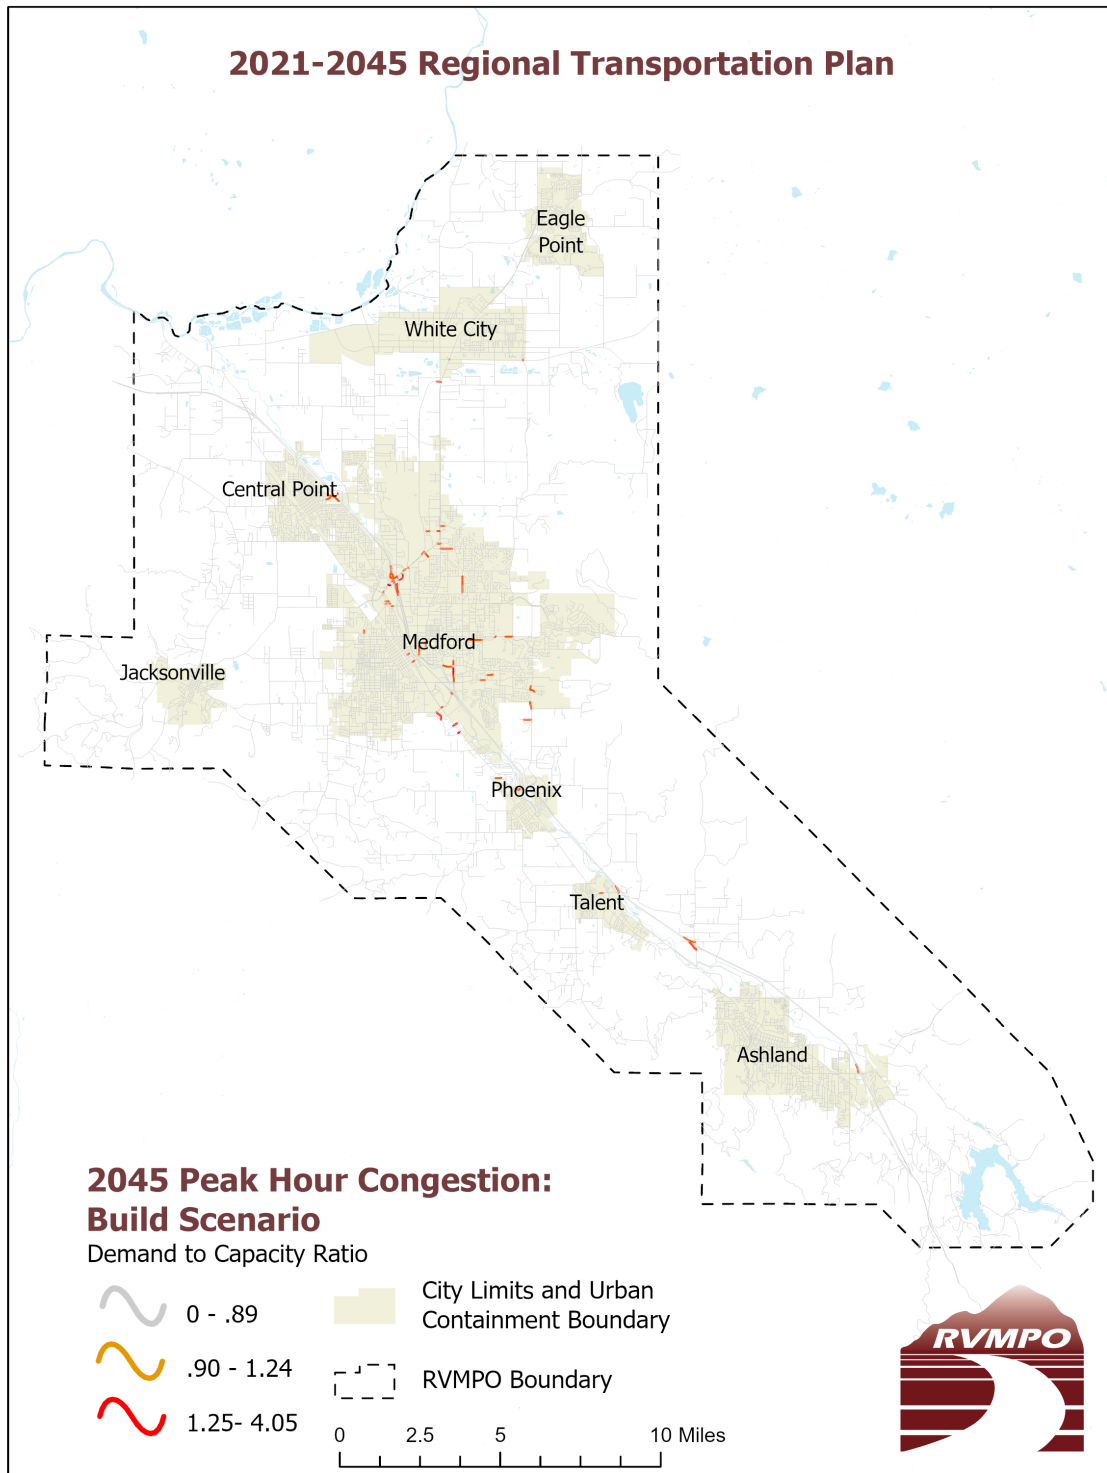 2021-2045 Regional Transportation Plan
Eagle
Point
White City
Central Point
Medford
Jacksonville
Phoenix
Talent
Ashland
2045 Peak Hour Congestion:
Build Scenario
Demand to Capacity Ratio
0 - .89
.90 - 1.24
1.25- 4.05
City Limits and Urban
Containment Boundary
RVMPO Boundary
0 2.5 5 10 Miles
RVMPO